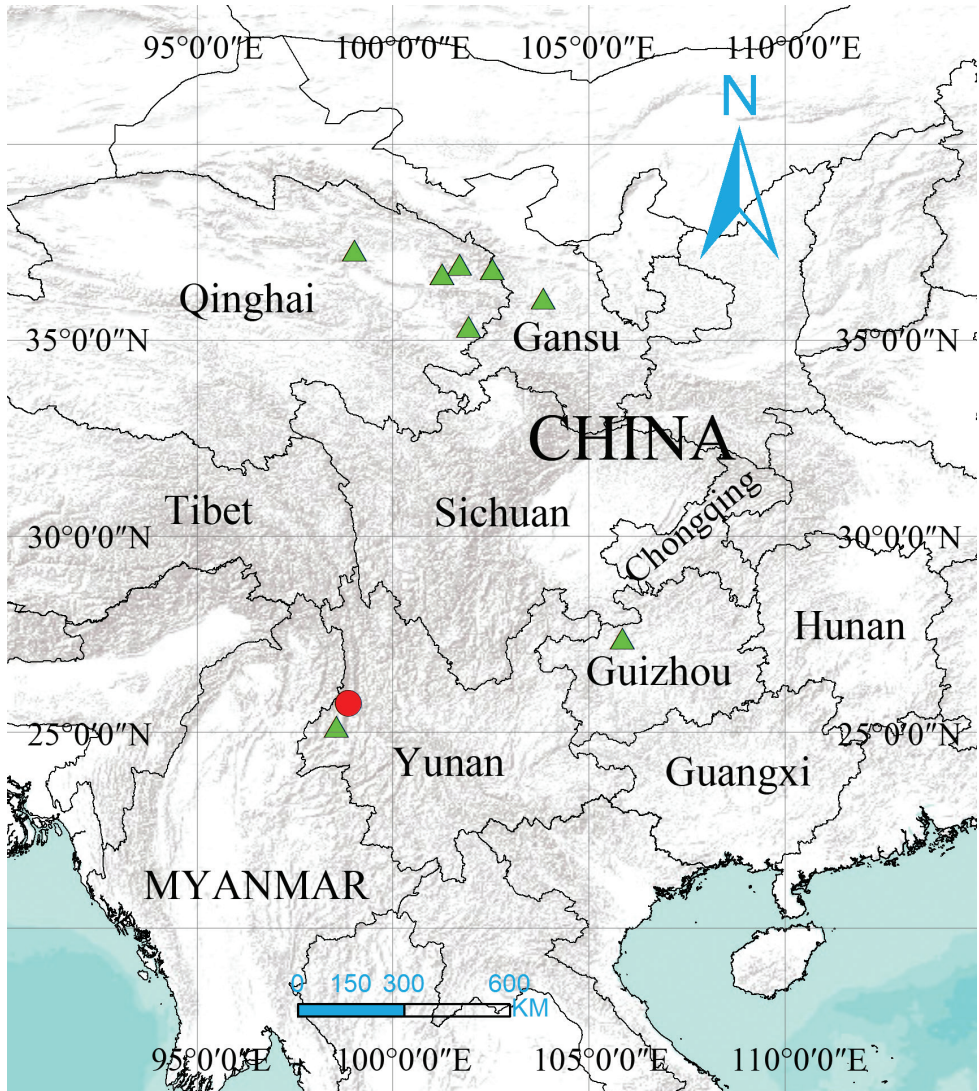 95°0′0″E 100°0′0″E 105°0′0″E 110°0′0″E
N
Qinghai
35°0′0″N Gansu 35°0′0″N
CHINA
Tibet Sichuan Chongqing
30°0′0″N 30°0′0″N
Hunan
Guizhou
25°0′0″N 25°0′0″N
Yunan Guangxi
MYANMAR
0 150 300 600
KM
95°0′0″E 100°0′0″E 105°0′0″E 110°0′0″E